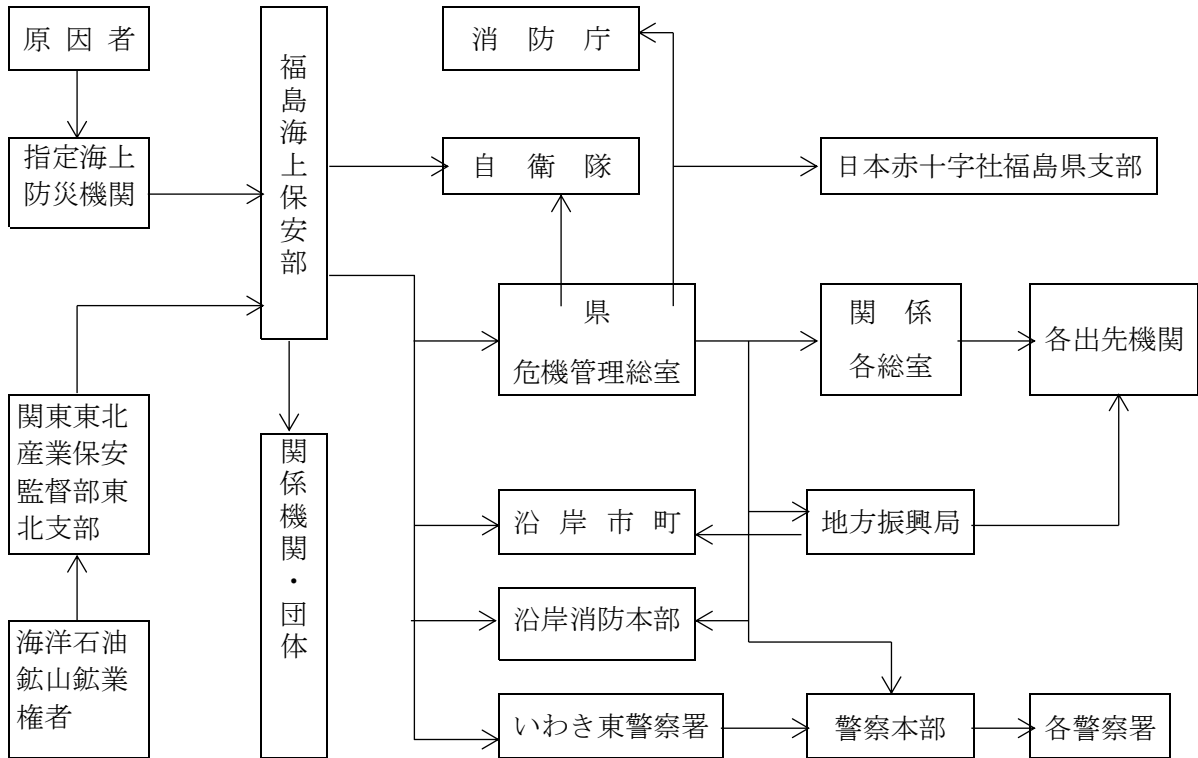 原因者
消防庁
福島海上保安部
指定海上
防災機関
自衛隊
日本赤十字社福島県支部
県
危機管理総室
関係
各総室
各出先機関
関東東北
産業保安
監督部東
北支部
関係機関・団体
沿岸市町
地方振興局
沿岸消防本部
海洋石油
鉱山鉱業
権者
いわき東警察署
警察本部
各警察署